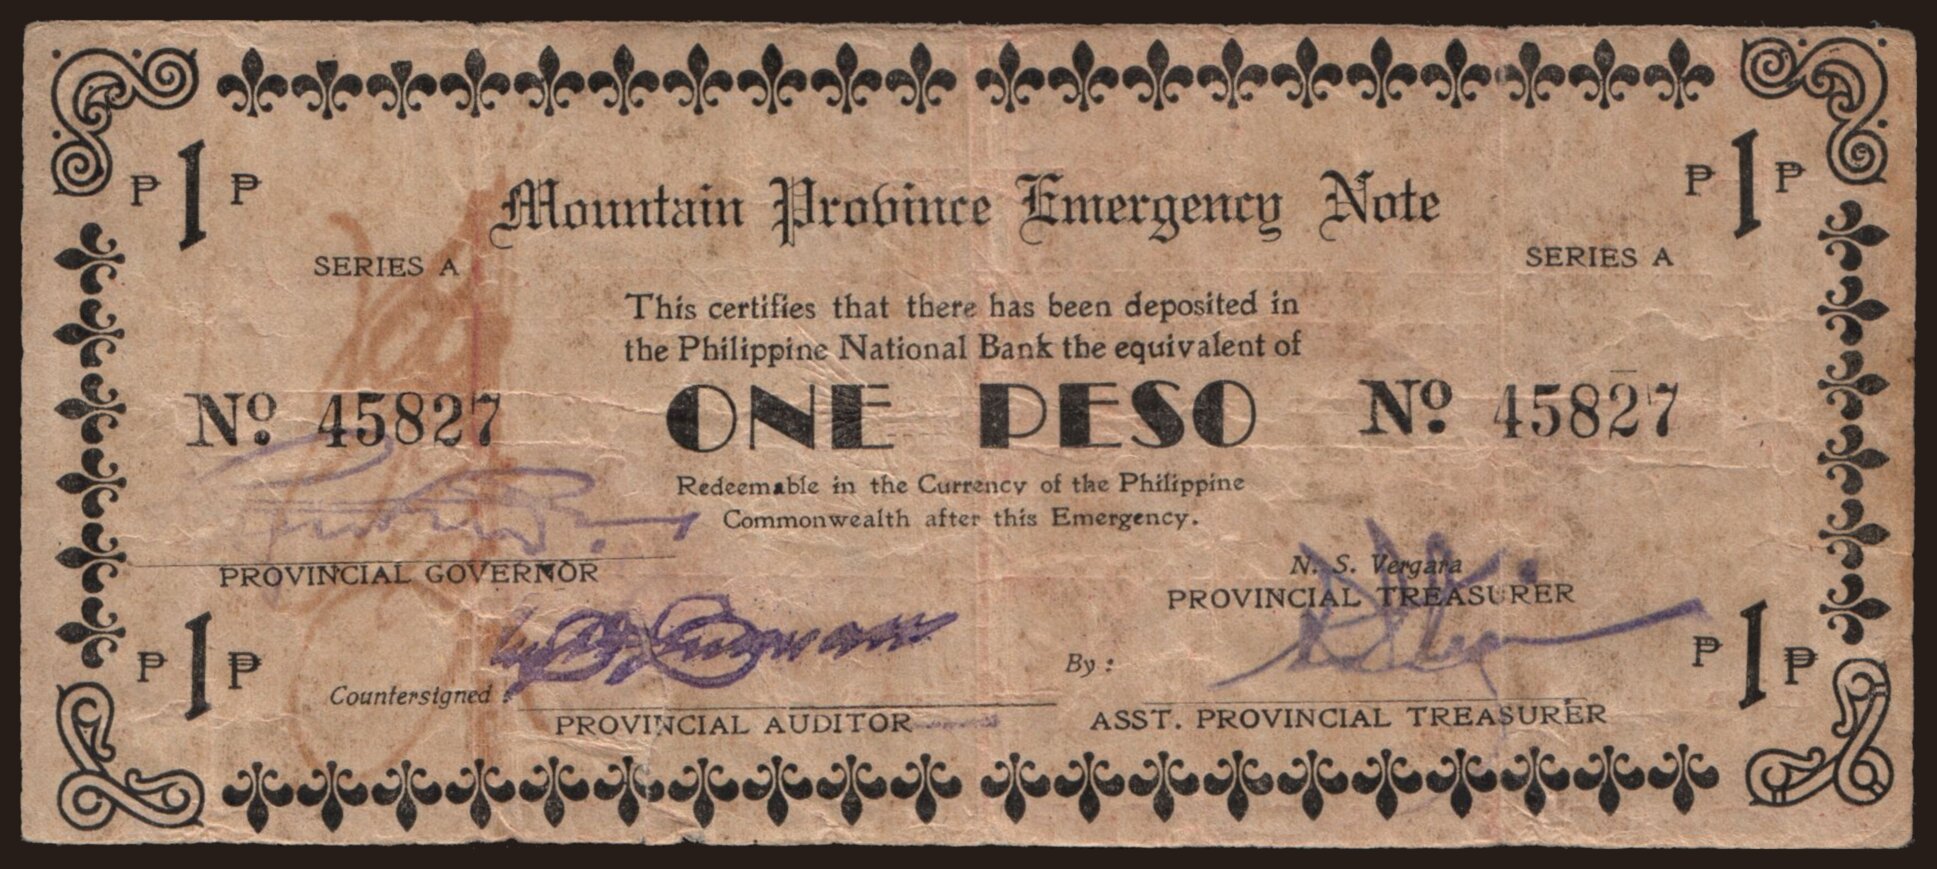 ₱ 1 ₱
₱ 1 ₱
Mountain Province Emergency Note
SERIES A
SERIES A
This certifies that there has been deposited in
the Philippine National Bank the equivalent of
Nº 45827
ONE PESO
Nº 45827
Redeemable in the Currency of the Philippine
Commonwealth after this Emergency.
PROVINCIAL GOVERNOR
N. S. Vergara
PROVINCIAL TREASURER
₱ 1 ₱
By :
₱ 1 ₱
Countersigned :
PROVINCIAL AUDITOR
ASST. PROVINCIAL TREASURER